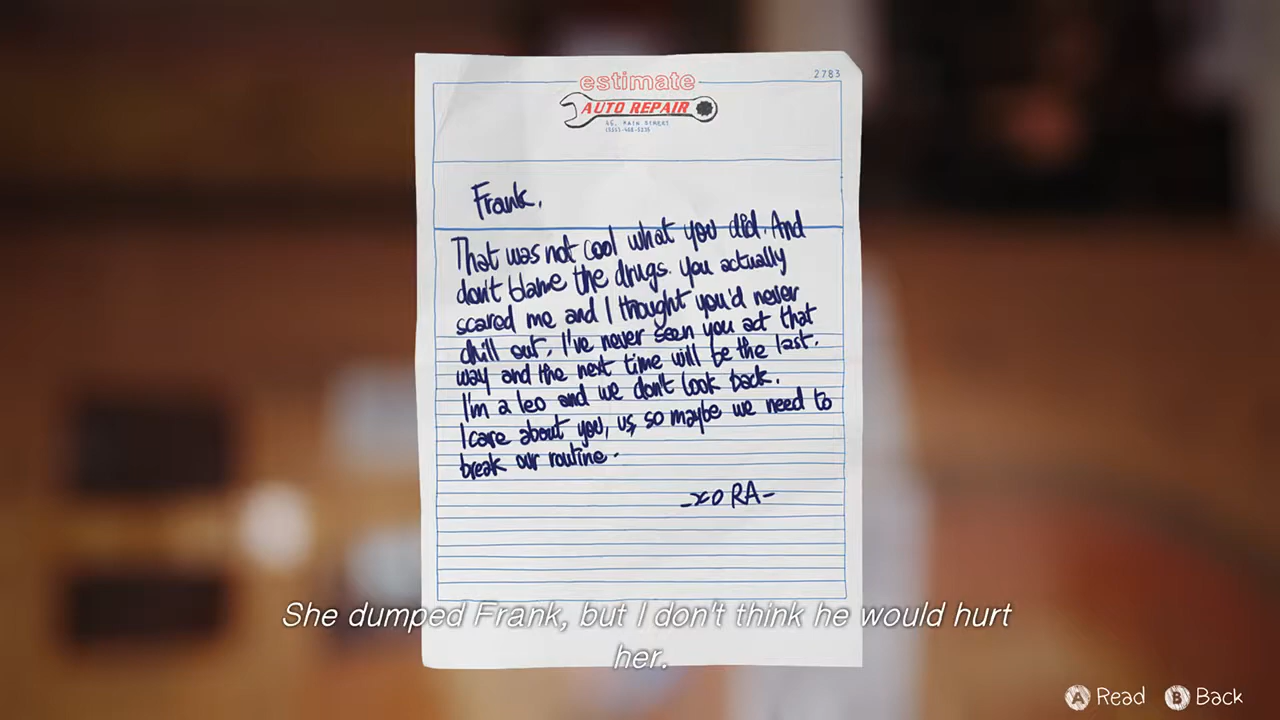 estimate
2783
AUTO REPAIR
Frank,
That was not cool what you did. And
don't blame the drugs. You actually
scared me and I thought you'd never
chill out. I've never seen you act that
way and the next time will be the last.
I'm a leo and we don't look back.
I care about you, us, so maybe we need to
break our routine.
-xo RA-
She dumped Frank, but I don't think he would hurt
her.
A Read B Back